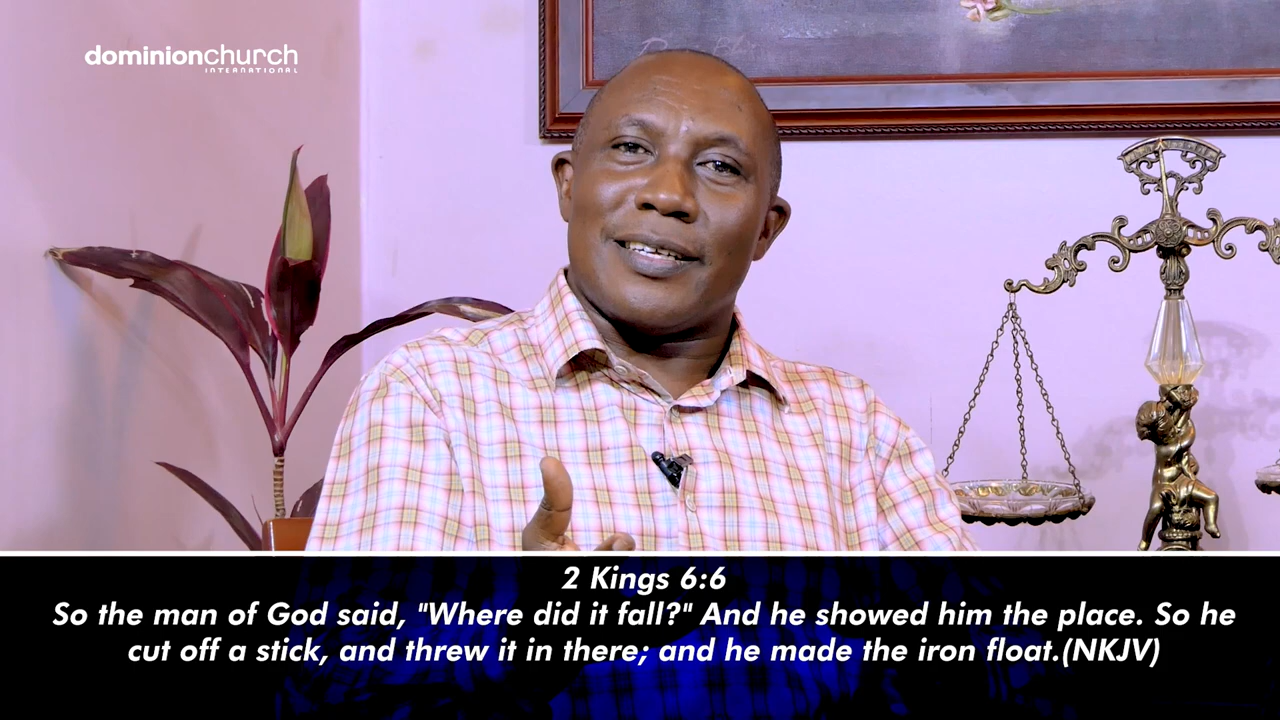 dominionchurch
INTERNATIONAL
2 Kings 6:6
So the man of God said, "Where did it fall?" And he showed him the place. So he
cut off a stick, and threw it in there; and he made the iron float.(NKJV)